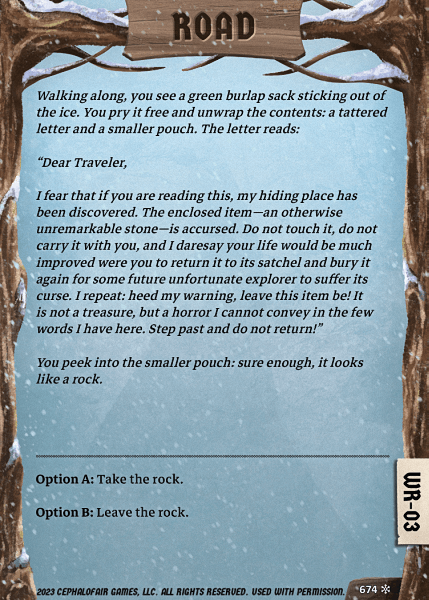 ROAD
Walking along, you see a green burlap sack sticking out of
the ice. You pry it free and unwrap the contents: a tattered
letter and a smaller pouch. The letter reads:
“Dear Traveler,
I fear that if you are reading this, my hiding place has
been discovered. The enclosed item—an otherwise
unremarkable stone—is accursed. Do not touch it, do not
carry it with you, and I daresay your life would be much
improved were you to return it to its satchel and bury it
again for some future unfortunate explorer to suffer its
curse. I repeat: heed my warning, leave this item be! It
is not a treasure, but a horror I cannot convey in the few
words I have here. Step past and do not return!”
You peek into the smaller pouch: sure enough, it looks
like a rock.
Option A: Take the rock.
Option B: Leave the rock.
WR-03
2023 CEPHALOFAIR GAMES, LLC. ALL RIGHTS RESERVED. USED WITH PERMISSION.
674